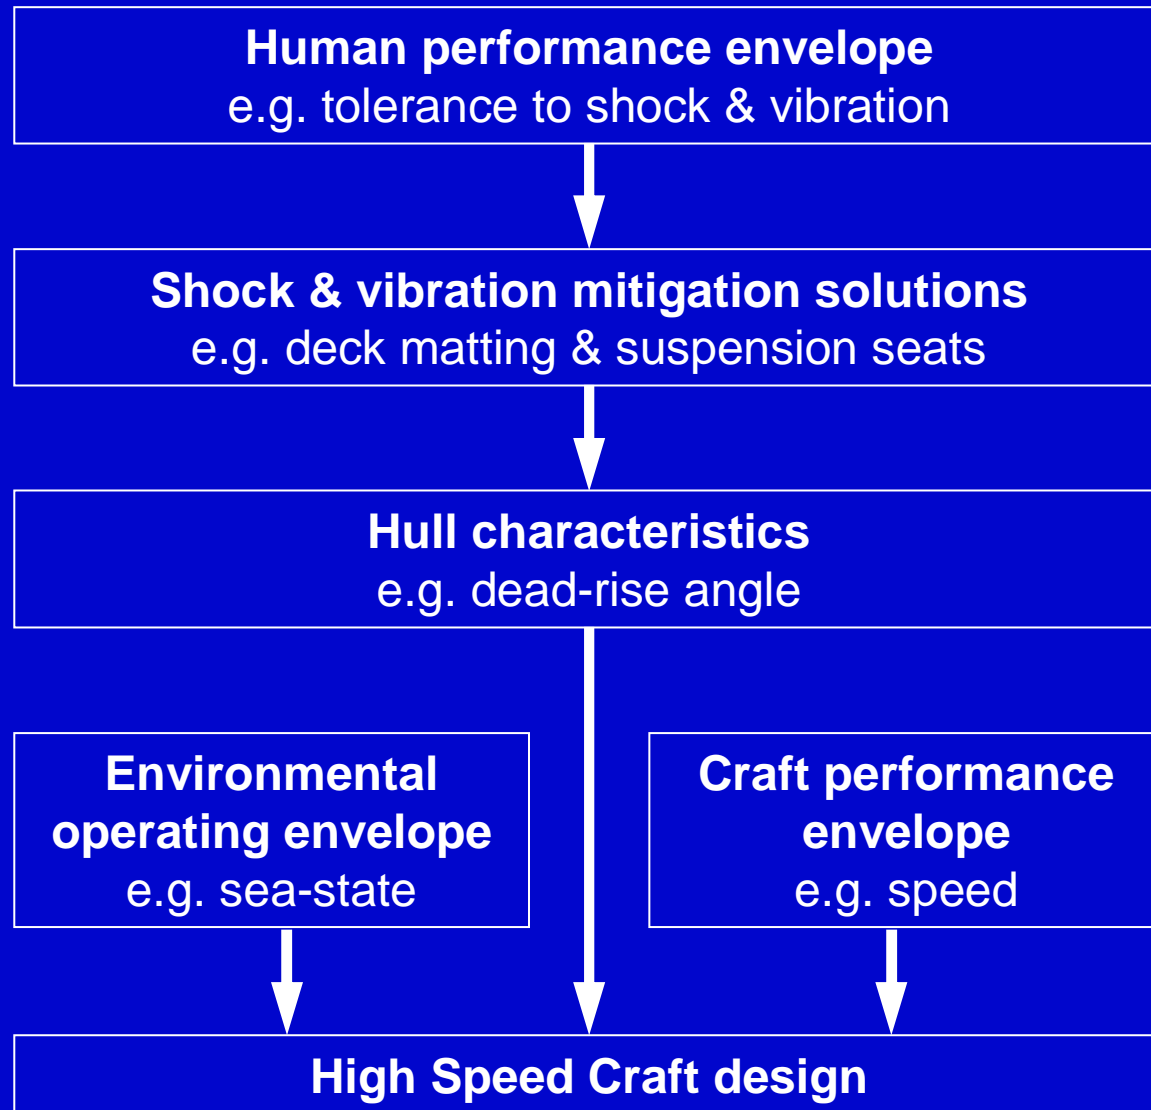 Human performance envelope
e.g. tolerance to shock & vibration
Shock & vibration mitigation solutions
e.g. deck matting & suspension seats
Hull characteristics
e.g. dead-rise angle
Environmental
operating envelope
e.g. sea-state
Craft performance
envelope
e.g. speed
High Speed Craft design